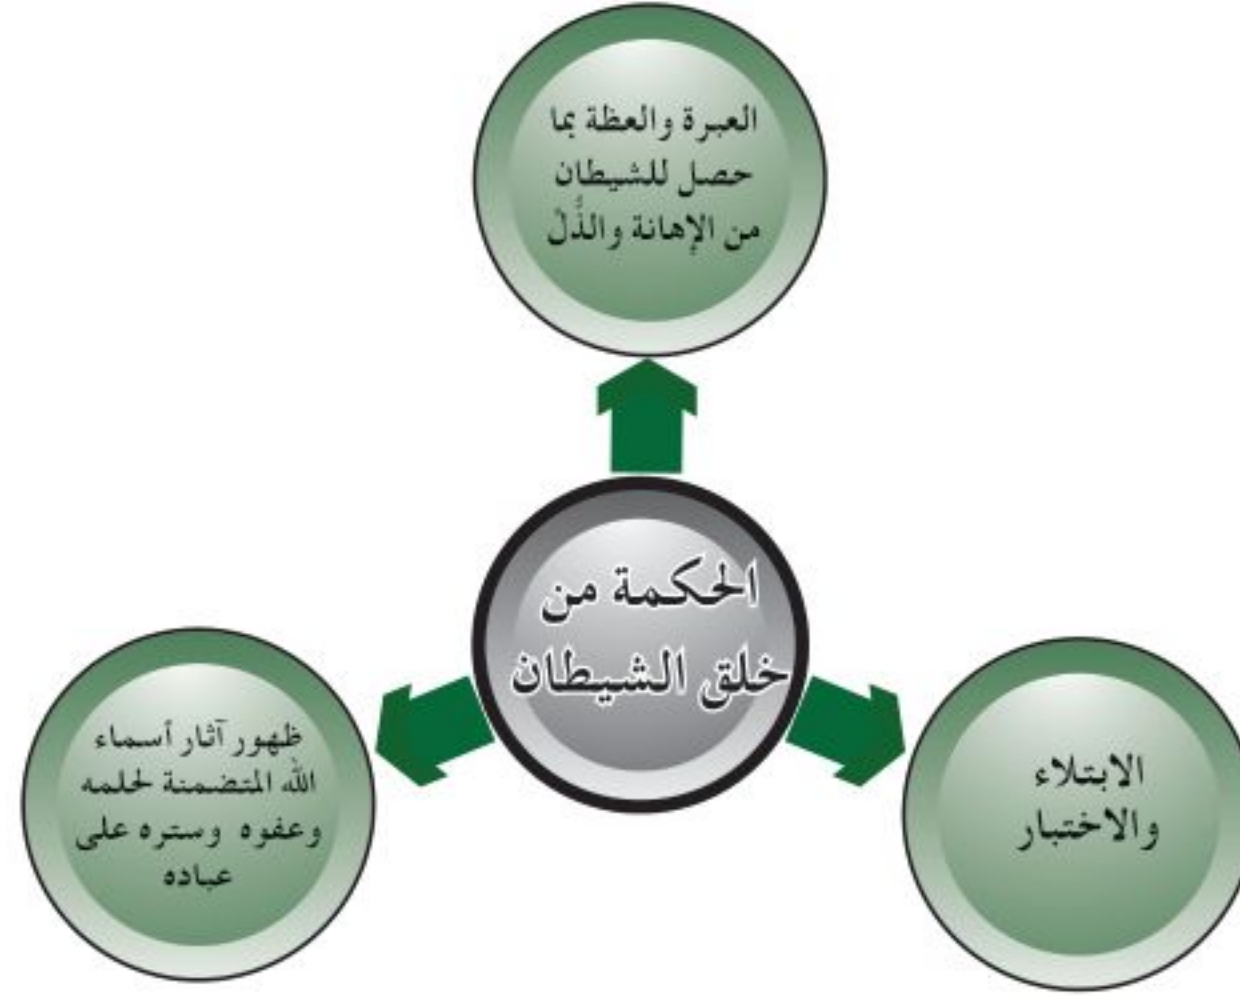 العبرة والعظة بما
حصل للشيطان
من الإهانة والذُّلّ
الحكمة من
خلق الشيطان
الابتلاء
والاختبار
ظهور آثار أسماء
الله المتضمنة لحلمه
وعفوه وستره على
عباده